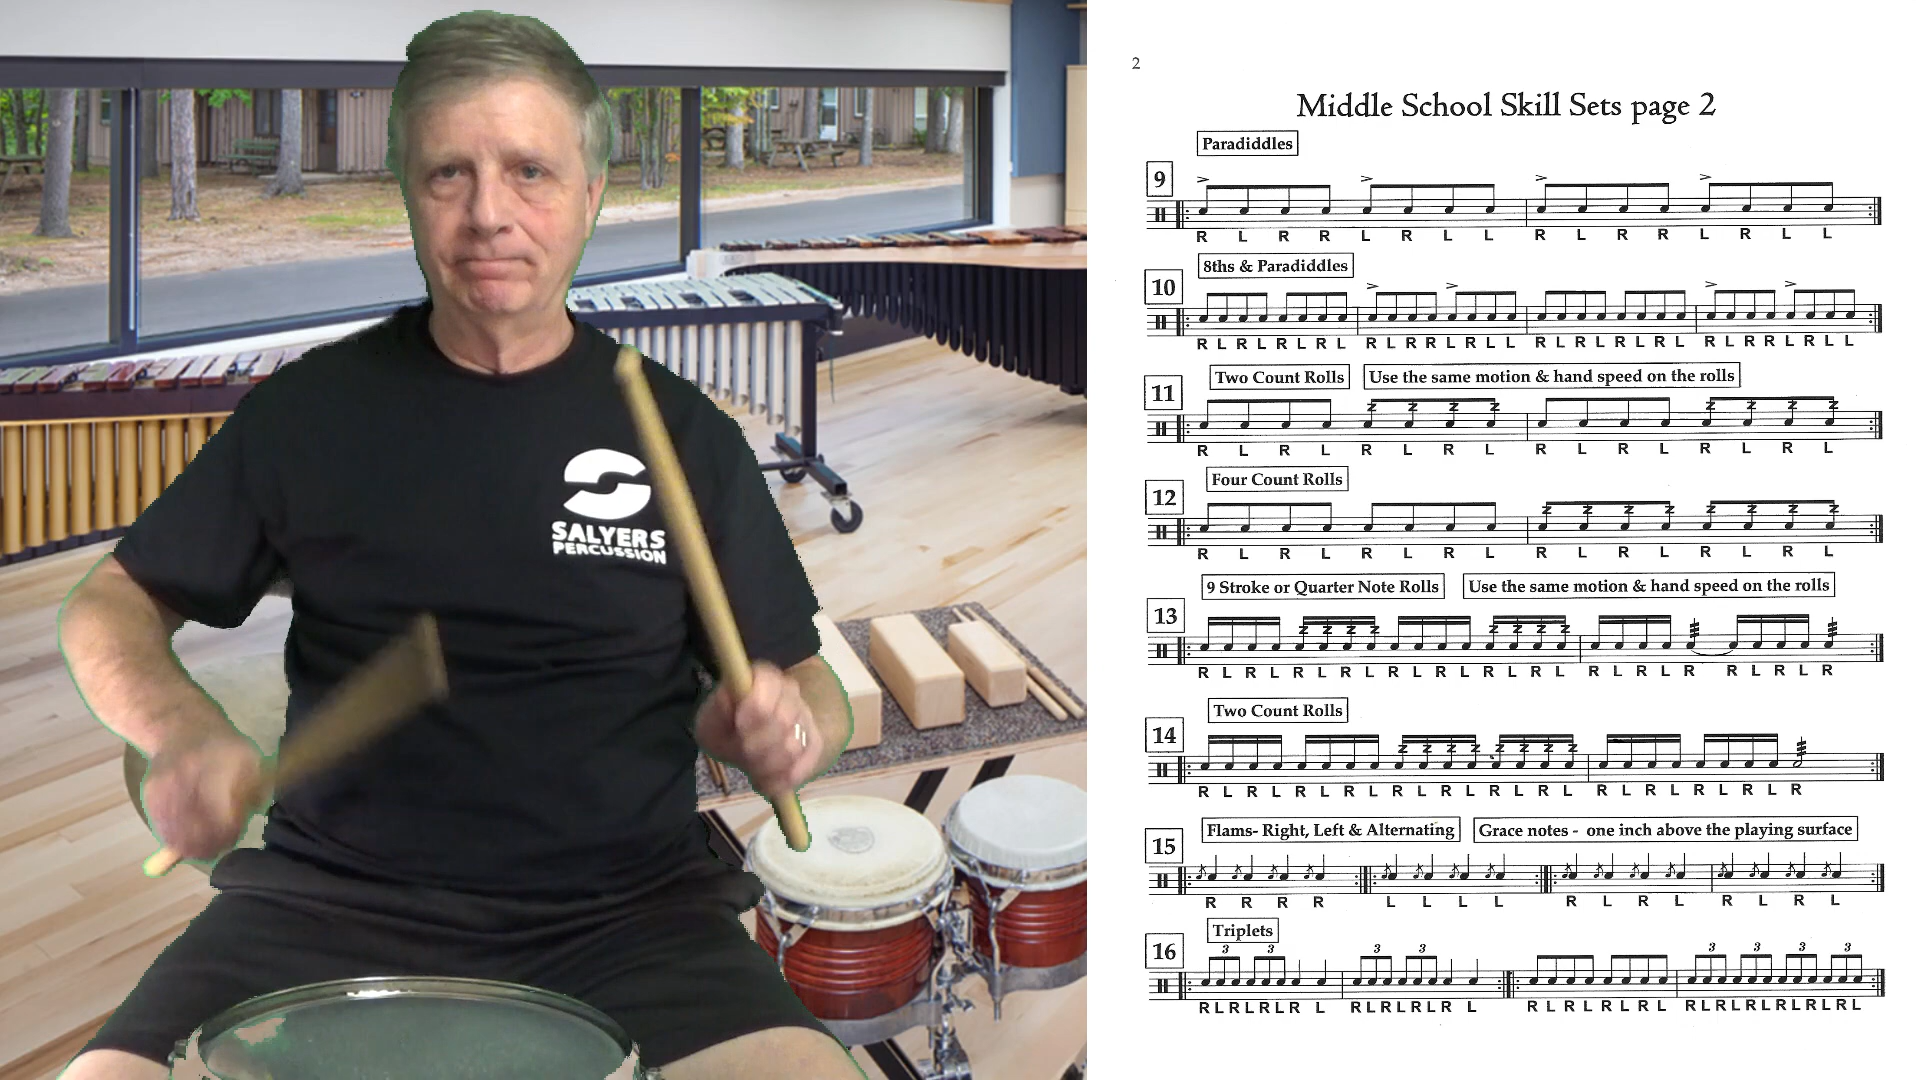 SALYERS
PERCUSSION
2
Middle School Skill Sets page 2
Paradiddles
9
R L R R L R L L R L R R L R L L
8ths & Paradiddles
10
R L R L R L R L R L R R L R L L R L R L R L R L R L R R L R L L
Two Count Rolls Use the same motion & hand speed on the rolls
11
R L R L R L R L R L R L R L R L
Four Count Rolls
12
R L R L R L R L R L R L R L R L
9 Stroke or Quarter Note Rolls Use the same motion & hand speed on the rolls
13
R L R L R L R L R L R L R L R L R L R L R R L R L R
Two Count Rolls
14
R L R L R L R L R L R L R L R L R L R L R L R L R
Flams- Right, Left & Alternating Grace notes - one inch above the playing surface
15
R R R R L L L L R L R L R L R L
Triplets
16
3 3 3 3 3 3 3 3
R L R L R L R L R L R L R L R L R L R L R L R L R L R L R L R L R L R L